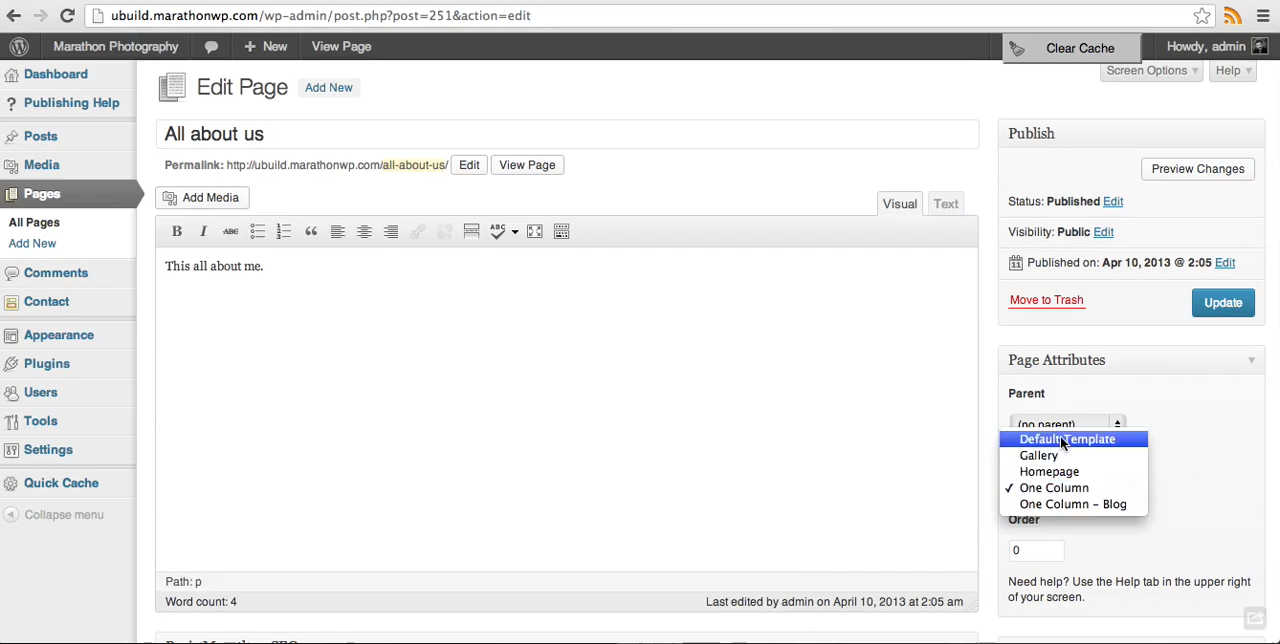 ubuild.marathonwp.com/wp-admin/post.php?post=251&action=edit
Marathon Photography
New
View Page
Clear Cache
Howdy, admin
Screen Options
Help
Dashboard
Publishing Help
Posts
Media
Pages
All Pages
Add New
Comments
Contact
Appearance
Plugins
Users
Tools
Settings
Quick Cache
Collapse menu
Edit Page
Add New
All about us
Permalink: http://ubuild.marathonwp.com/all-about-us/ Edit View Page
Add Media
Visual
Text
B I ABC ABC
This all about me.
Path: p
Word count: 4
Last edited by admin on April 10, 2013 at 2:05 am
Publish
Preview Changes
Status: Published Edit
Visibility: Public Edit
Published on: Apr 10, 2013 @ 2:05 Edit
Move to Trash
Update
Page Attributes
Parent
(no parent)
Default Template
Gallery
Homepage
✓ One Column
One Column – Blog
Order
0
Need help? Use the Help tab in the upper right
of your screen.